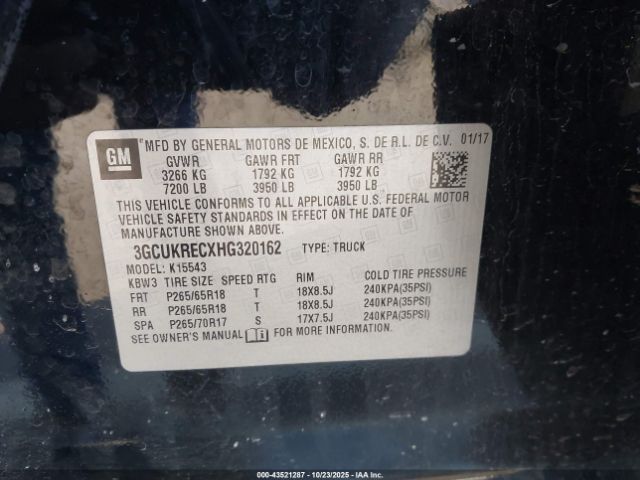 GM
MFD BY GENERAL MOTORS DE MEXICO, S. DE R.L. DE C.V. 01/17
GVWR GAWR FRT GAWR RR
3266 KG 1792 KG 1792 KG
7200 LB 3950 LB 3950 LB
THIS VEHICLE CONFORMS TO ALL APPLICABLE U.S. FEDERAL MOTOR
VEHICLE SAFETY STANDARDS IN EFFECT ON THE DATE OF
MANUFACTURE SHOWN ABOVE.
3GCUKRECXHG320162 TYPE: TRUCK
MODEL: K15543
KBW3 TIRE SIZE SPEED RTG RIM COLD TIRE PRESSURE
FRT P265/65R18 T 18X8.5J 240KPA(35PSI)
RR P265/65R18 T 18X8.5J 240KPA(35PSI)
SPA P265/70R17 S 17X7.5J 240KPA(35PSI)
SEE OWNER'S MANUAL FOR MORE INFORMATION.
000-43521287 - 10/23/2025 - IAA Inc.